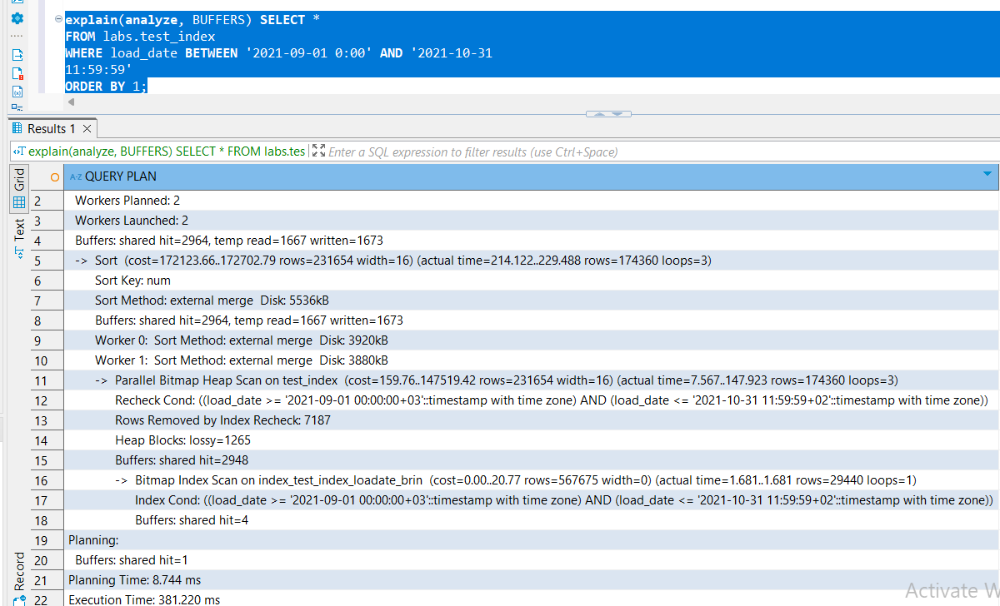 explain(analyze, BUFFERS) SELECT *
FROM labs.test_index
WHERE load_date BETWEEN '2021-09-01 0:00' AND '2021-10-31
11:59:59'
ORDER BY 1;
Results 1
explain(analyze, BUFFERS) SELECT * FROM labs.tes
Enter a SQL expression to filter results (use Ctrl+Space)
Grid
Text
Record
A-Z QUERY PLAN
2 Workers Planned: 2
3 Workers Launched: 2
4 Buffers: shared hit=2964, temp read=1667 written=1673
5 -> Sort (cost=172123.66..172702.79 rows=231654 width=16) (actual time=214.122..229.488 rows=174360 loops=3)
6 Sort Key: num
7 Sort Method: external merge Disk: 5536kB
8 Buffers: shared hit=2964, temp read=1667 written=1673
9 Worker 0: Sort Method: external merge Disk: 3920kB
10 Worker 1: Sort Method: external merge Disk: 3880kB
11 -> Parallel Bitmap Heap Scan on test_index (cost=159.76..147519.42 rows=231654 width=16) (actual time=7.567..147.923 rows=174360 loops=3)
12 Recheck Cond: ((load_date >= '2021-09-01 00:00:00+03'::timestamp with time zone) AND (load_date <= '2021-10-31 11:59:59+02'::timestamp with time zone))
13 Rows Removed by Index Recheck: 7187
14 Heap Blocks: lossy=1265
15 Buffers: shared hit=2948
16 -> Bitmap Index Scan on index_test_index_loadate_brin (cost=0.00..20.77 rows=567675 width=0) (actual time=1.681..1.681 rows=29440 loops=1)
17 Index Cond: ((load_date >= '2021-09-01 00:00:00+03'::timestamp with time zone) AND (load_date <= '2021-10-31 11:59:59+02'::timestamp with time zone))
18 Buffers: shared hit=4
19 Planning:
20 Buffers: shared hit=1
21 Planning Time: 8.744 ms
22 Execution Time: 381.220 ms
Activate W